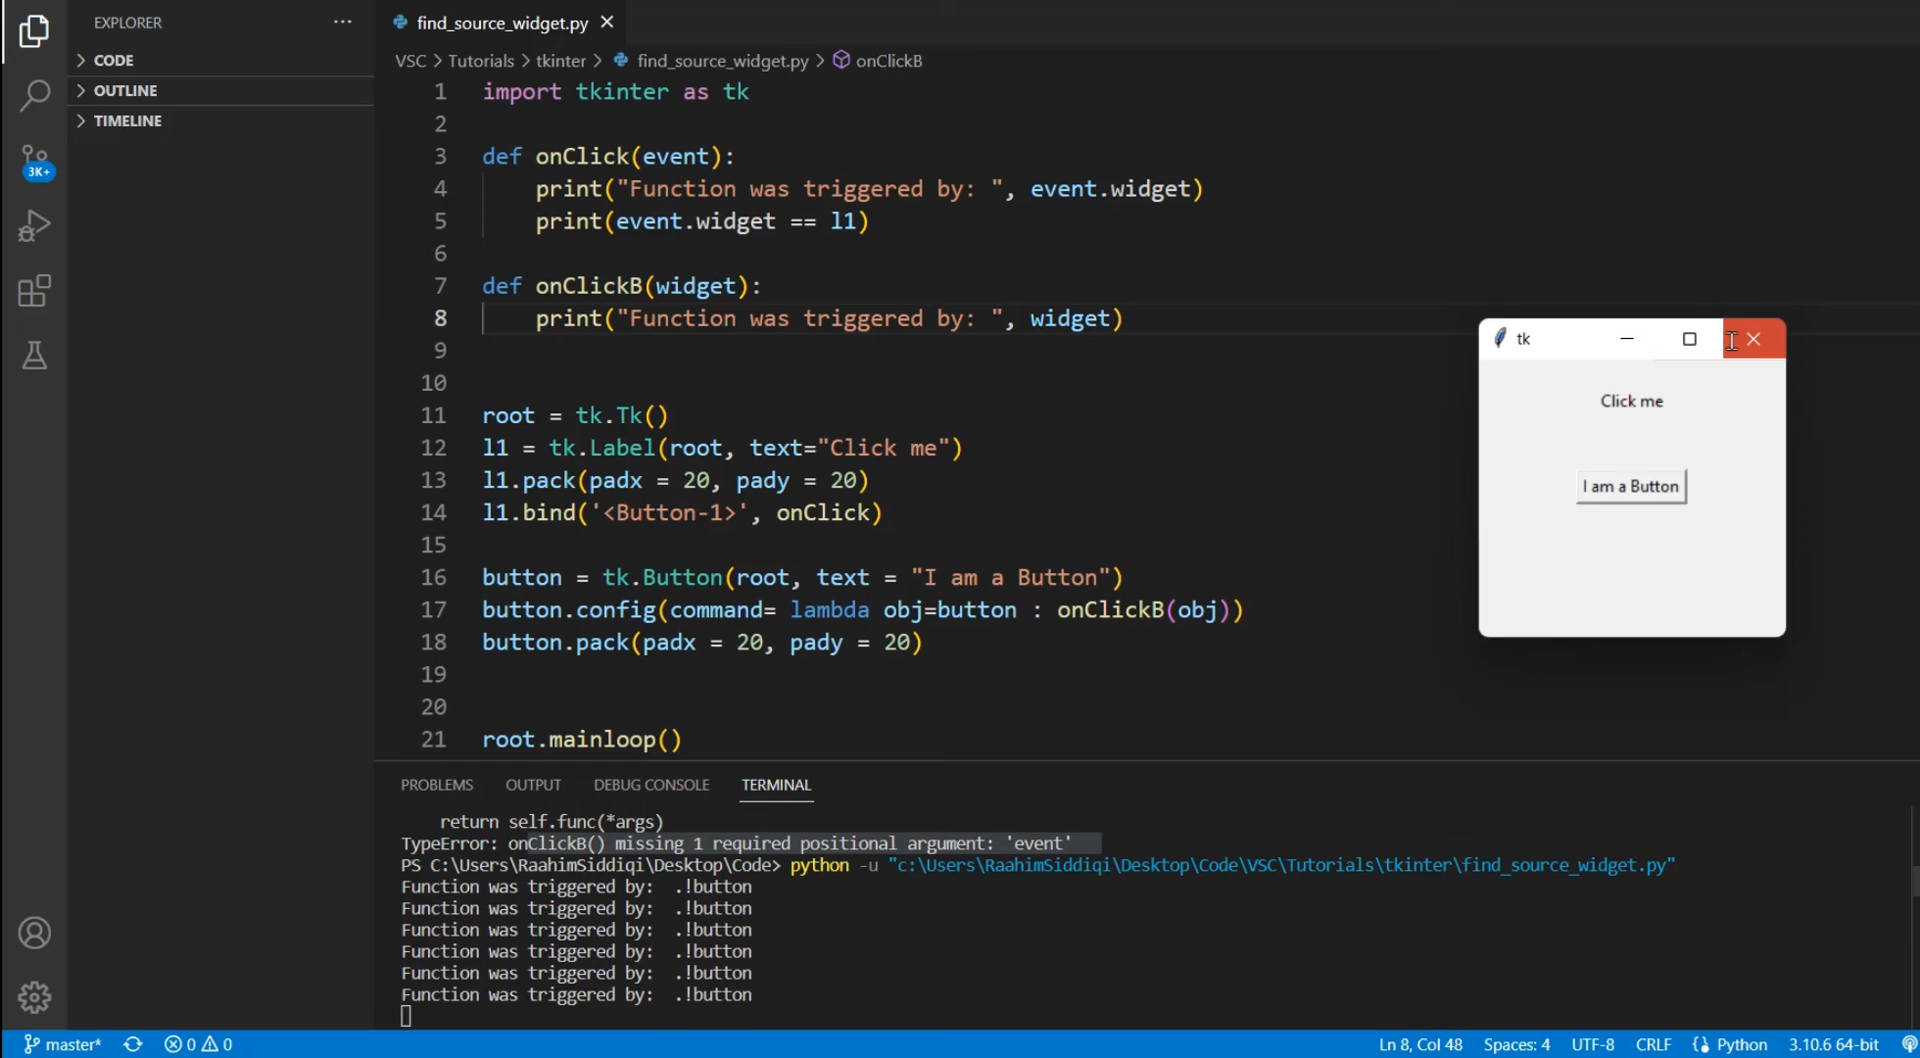 EXPLORER ...
CODE
OUTLINE
TIMELINE
3K+
find_source_widget.py
VSC > Tutorials > tkinter > find_source_widget.py > onClickB
1 import tkinter as tk
2
3 def onClick(event):
4     print("Function was triggered by: ", event.widget)
5     print(event.widget == l1)
6
7 def onClickB(widget):
8     print("Function was triggered by: ", widget)
9
10
11 root = tk.Tk()
12 l1 = tk.Label(root, text="Click me")
13 l1.pack(padx = 20, pady = 20)
14 l1.bind('<Button-1>', onClick)
15
16 button = tk.Button(root, text = "I am a Button")
17 button.config(command= lambda obj=button : onClickB(obj))
18 button.pack(padx = 20, pady = 20)
19
20
21 root.mainloop()
tk
Click me
I am a Button
PROBLEMS OUTPUT DEBUG CONSOLE TERMINAL
return self.func(*args)
TypeError: onClickB() missing 1 required positional argument: 'event'
PS C:\Users\RaahimSiddiqi\Desktop\Code> python -u "c:\Users\RaahimSiddiqi\Desktop\Code\VSC\Tutorials\tkinter\find_source_widget.py"
Function was triggered by:  .!button
Function was triggered by:  .!button
Function was triggered by:  .!button
Function was triggered by:  .!button
Function was triggered by:  .!button
Function was triggered by:  .!button
master* 0 0 Ln 8, Col 48 Spaces: 4 UTF-8 CRLF Python 3.10.6 64-bit